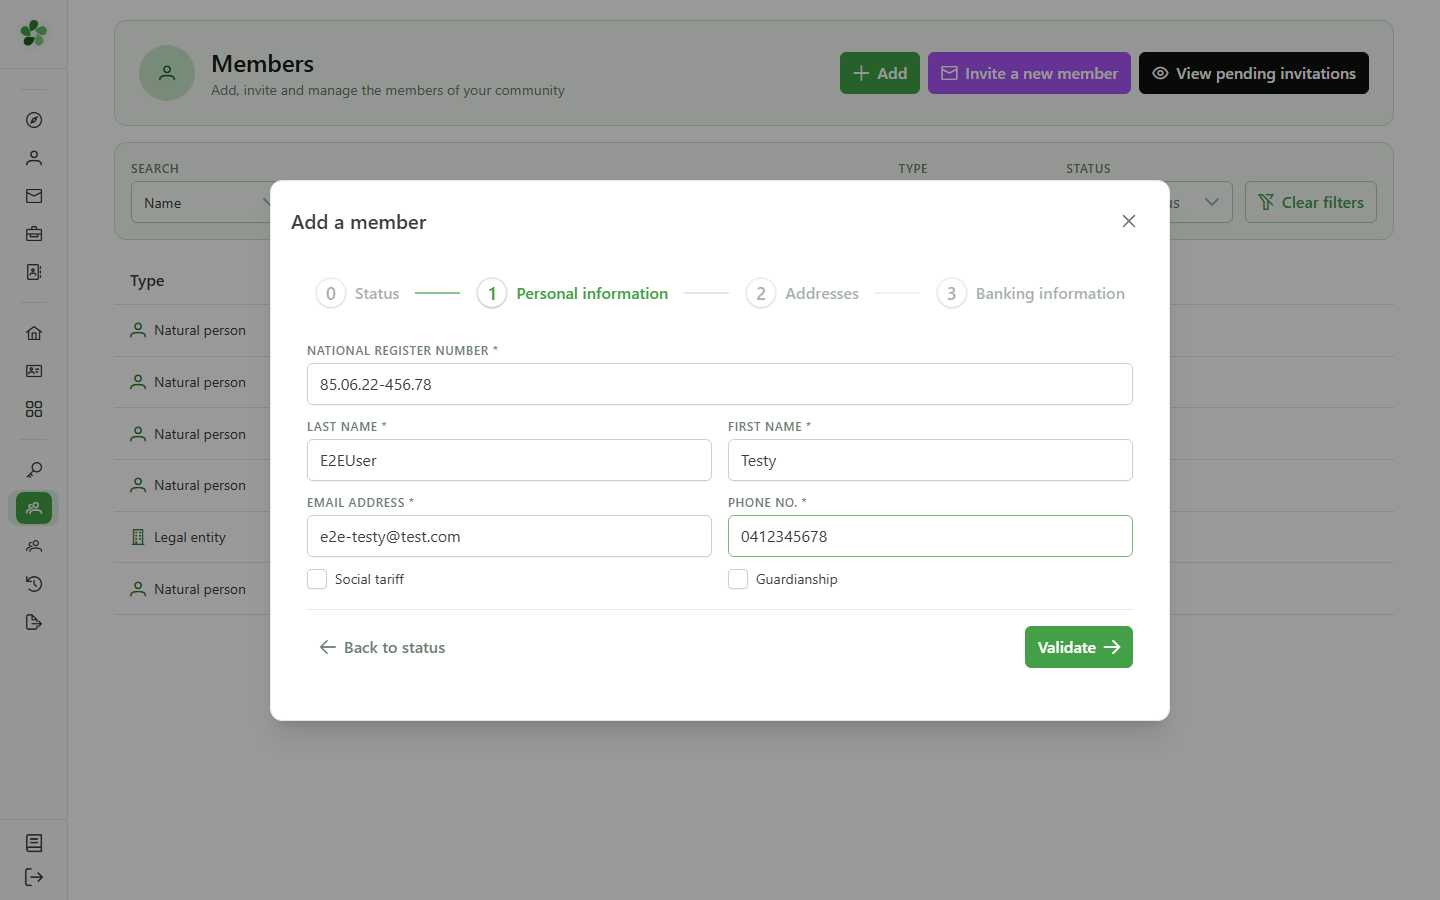 Members
Add, invite and manage the members of your community
Add
Invite a new member
View pending invitations
SEARCH
TYPE
STATUS
Name
us
Clear filters
Type
Natural person
Natural person
Natural person
Natural person
Legal entity
Natural person
Add a member
0 Status
1 Personal information
2 Addresses
3 Banking information
NATIONAL REGISTER NUMBER *
85.06.22-456.78
LAST NAME *
FIRST NAME *
E2EUser
Testy
EMAIL ADDRESS *
PHONE NO. *
e2e-testy@test.com
0412345678
Social tariff
Guardianship
Back to status
Validate